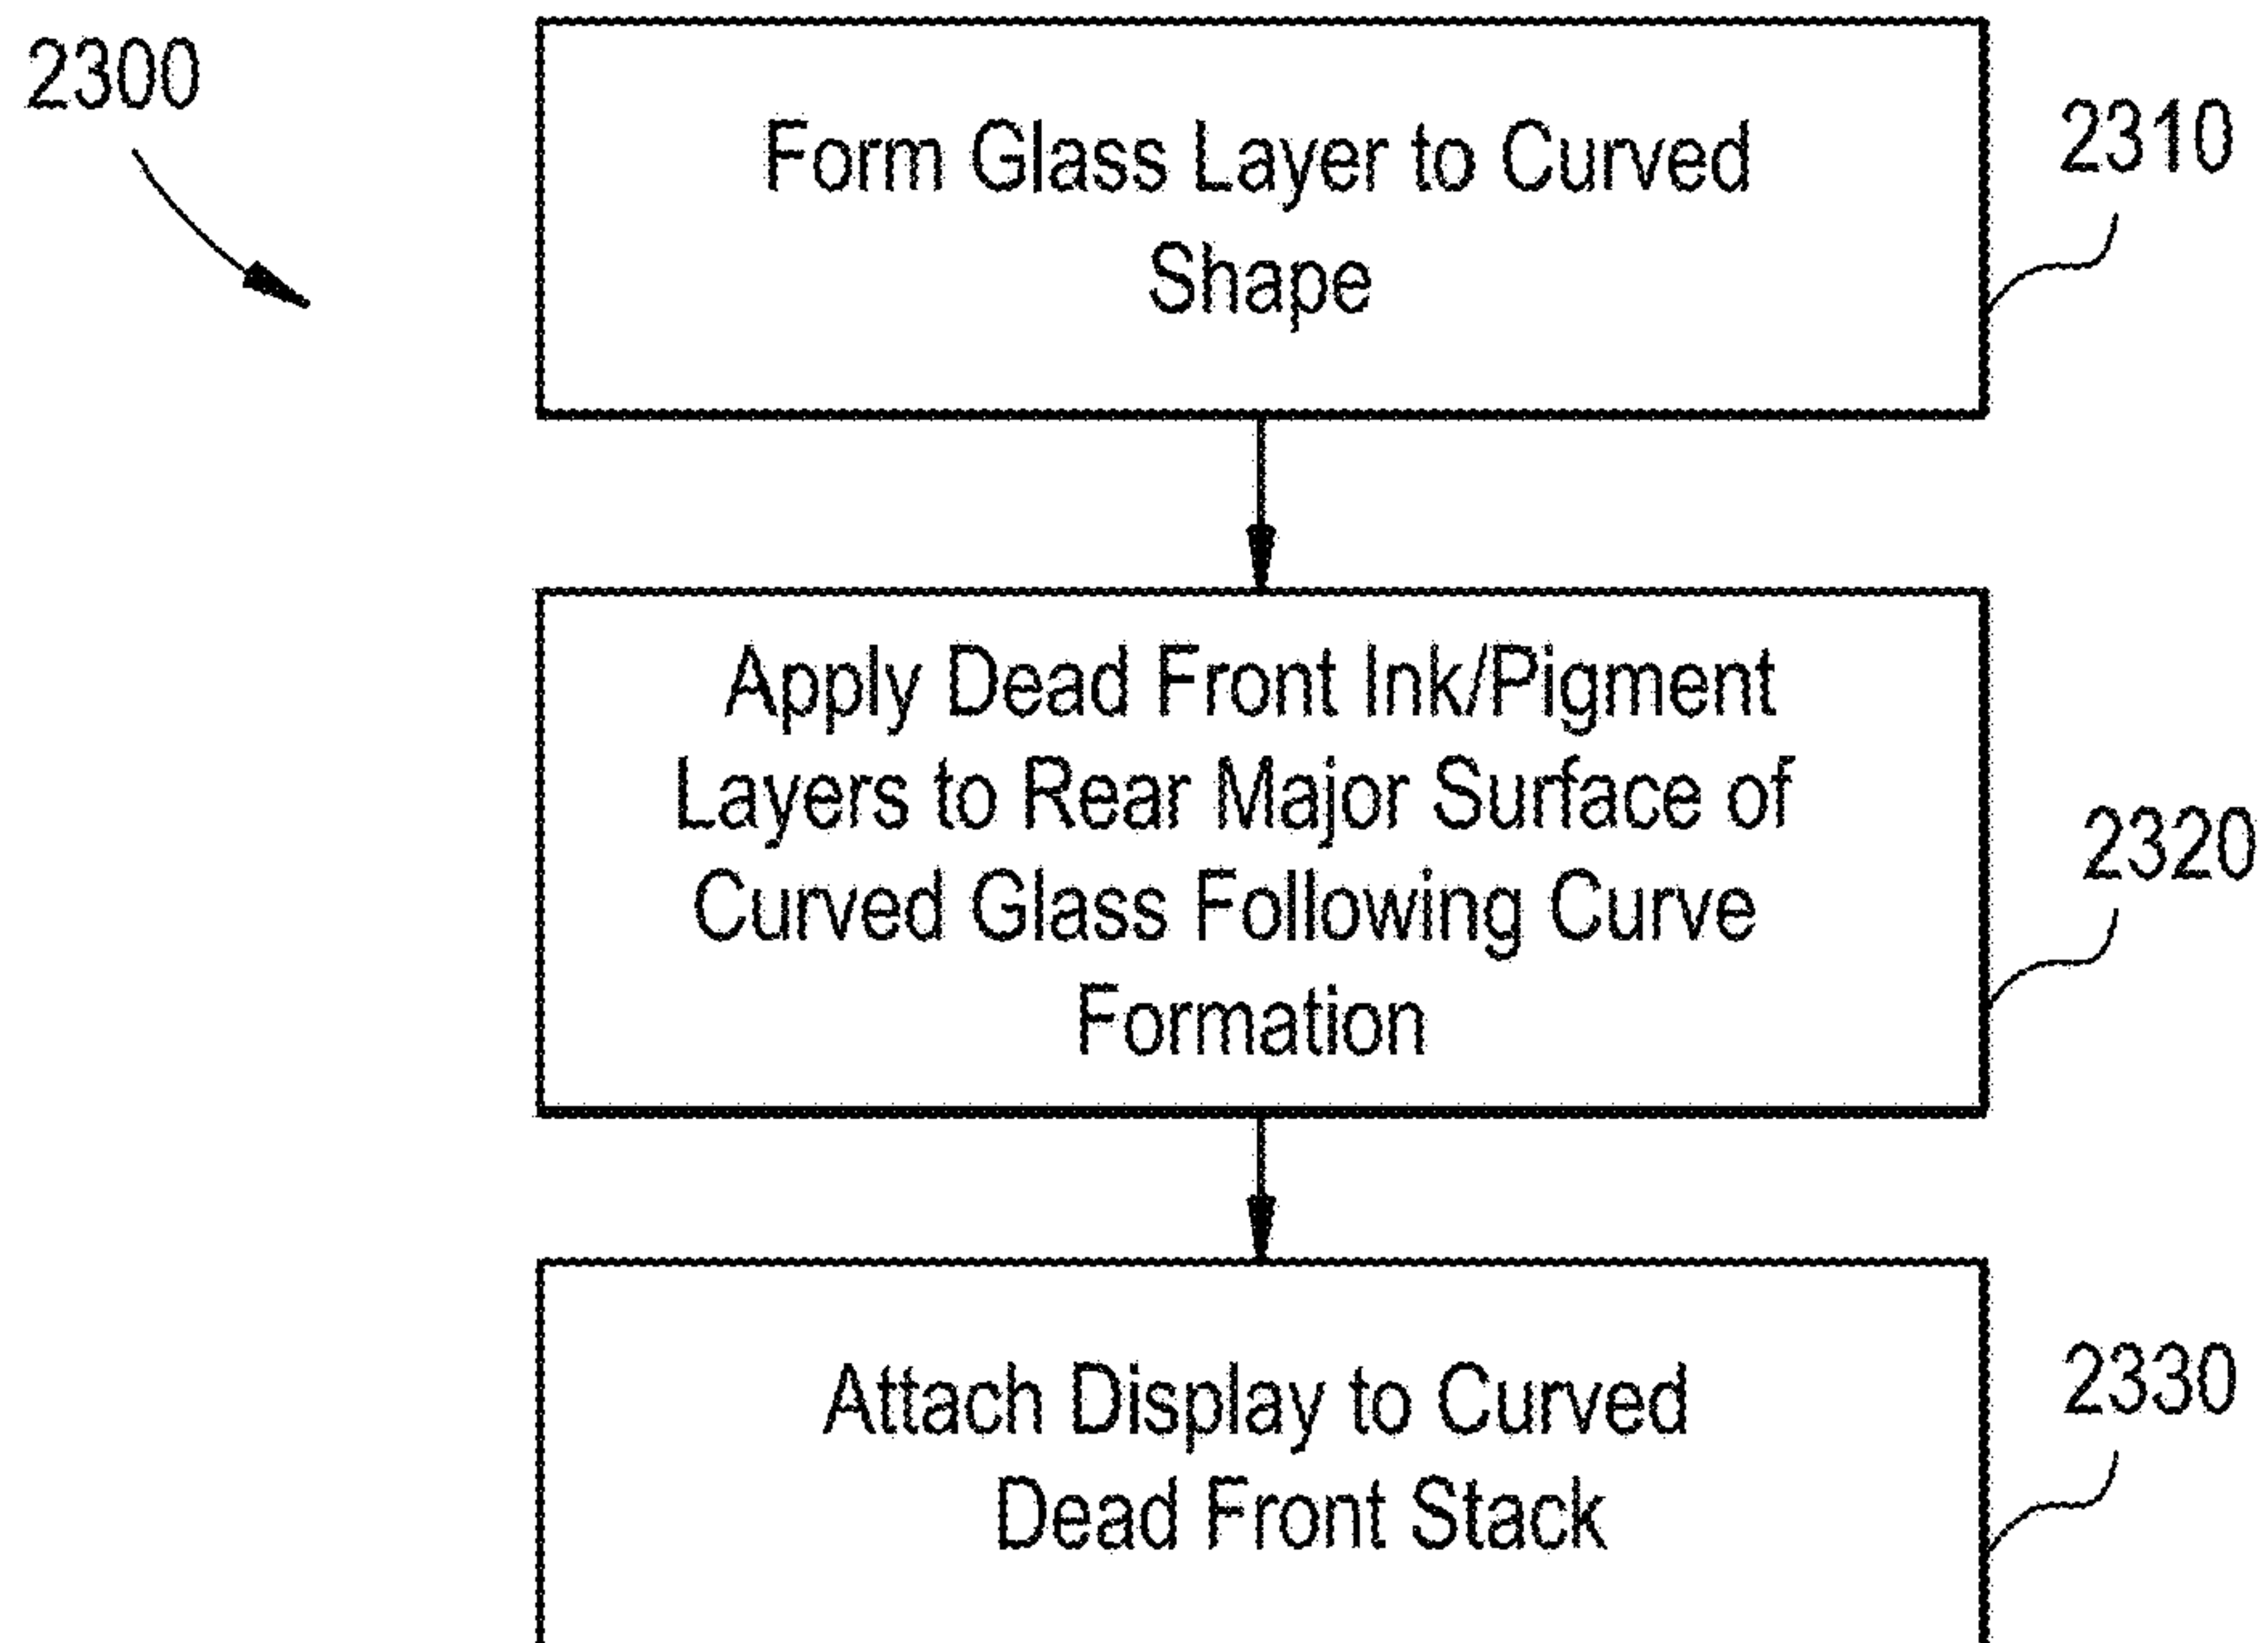 2300
Form Glass Layer to Curved
Shape
2310
Apply Dead Front Ink/Pigment
Layers to Rear Major Surface of
Curved Glass Following Curve
Formation
2320
Attach Display to Curved
Dead Front Stack
2330